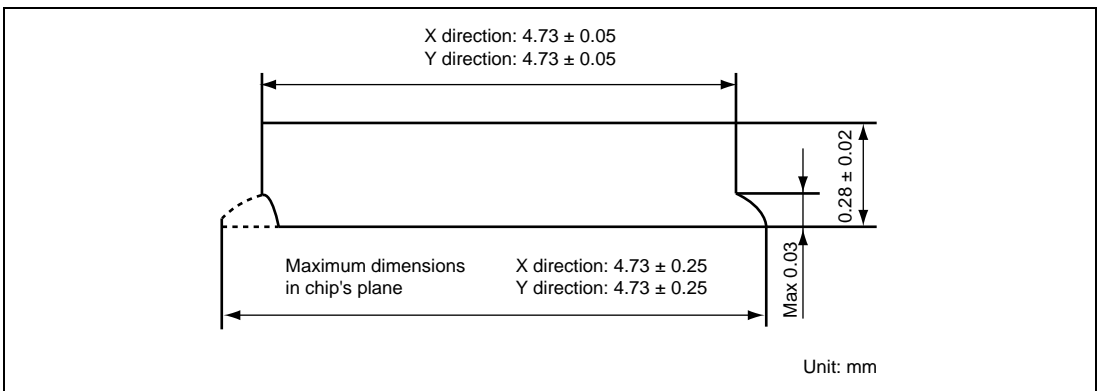 X direction: 4.73 ± 0.05
Y direction: 4.73 ± 0.05
0.28 ± 0.02
Max 0.03
Maximum dimensions
in chip's plane
X direction: 4.73 ± 0.25
Y direction: 4.73 ± 0.25
Unit: mm